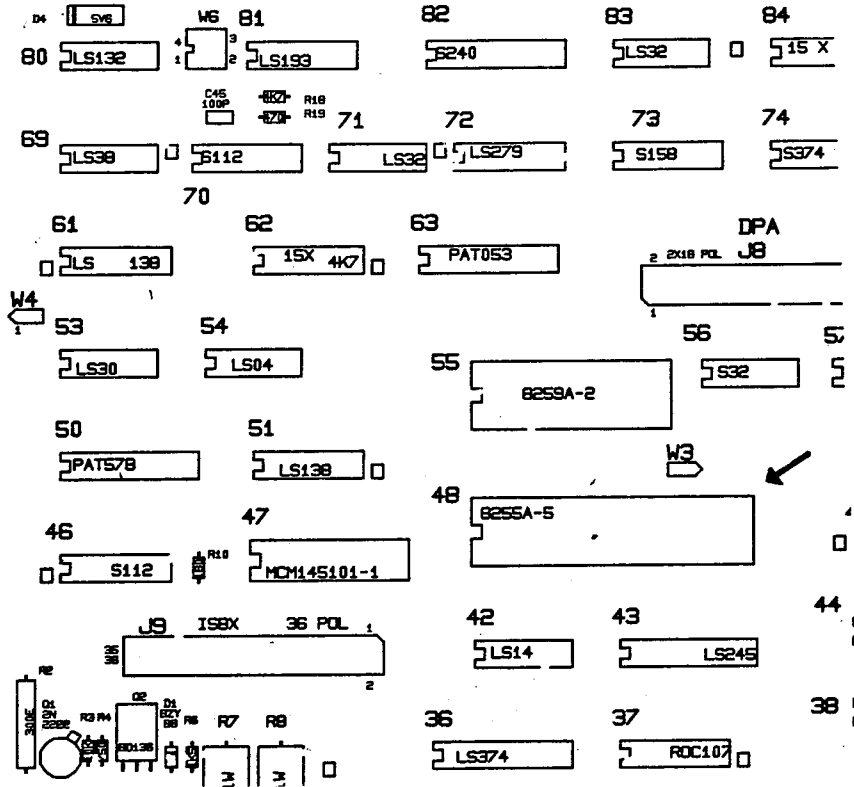 D4 5V6 W6 81 82 83 84
80 LS132 4 3 1 2 LS193 S240 LS32 15 X
C45
100P
R18
R19
69 LS38 S112 71 LS32 72 LS279 73 S158 74 S374
70
61 62 63 DPA
LS 138 15X 4K7 PAT053 2 2X18 POL J8
W4
1 1
53 54 56
LS30 LS04 55 8259A-2 S32
50 51
PAT578 LS138 W3
48 8255A-5
46 47
S112 R10 MCM145101-1
J9 ISBX 36 POL 1
35
36
2
42 43 44
LS14 LS245
R2
300E
Q1
2N
2222
R3 R4
Q2
BD136
D1
BZY
88
R6 R7 R8
1W 1W
36 37 38
LS374 ROC107